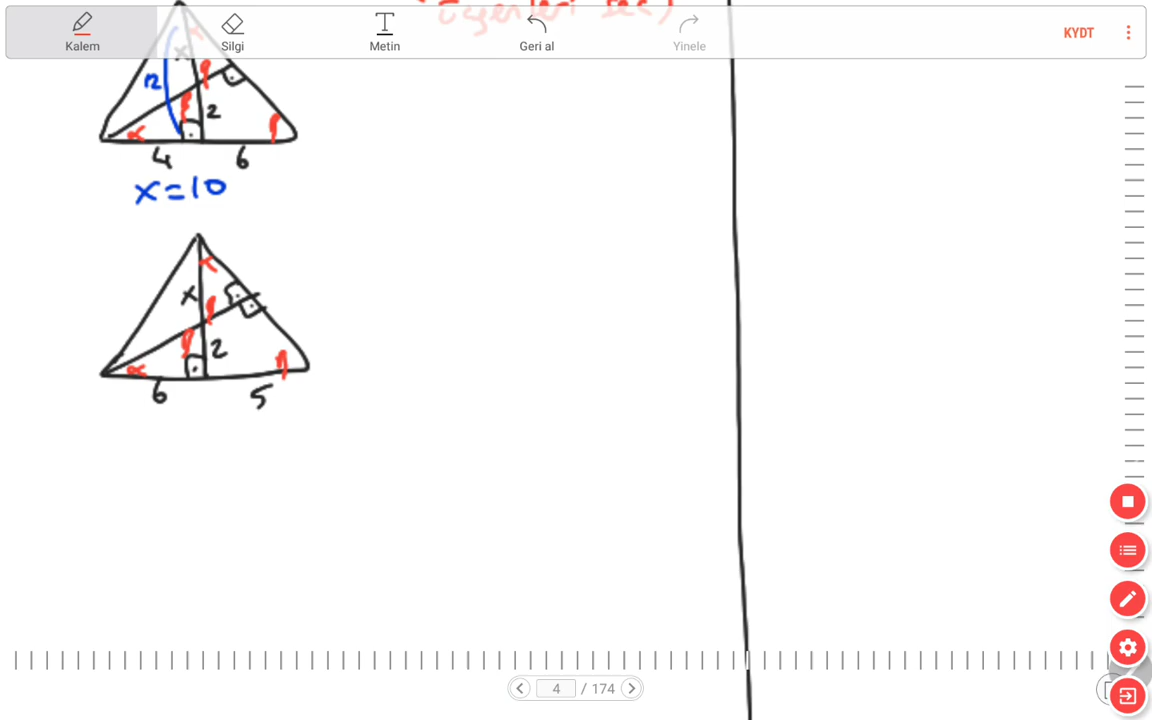 Kalem
Silgi
Metin
Geri al
Yinele
KYDT
x
α
12
2
α
4
6
x=10
α
x
2
α
6
5
4 / 174